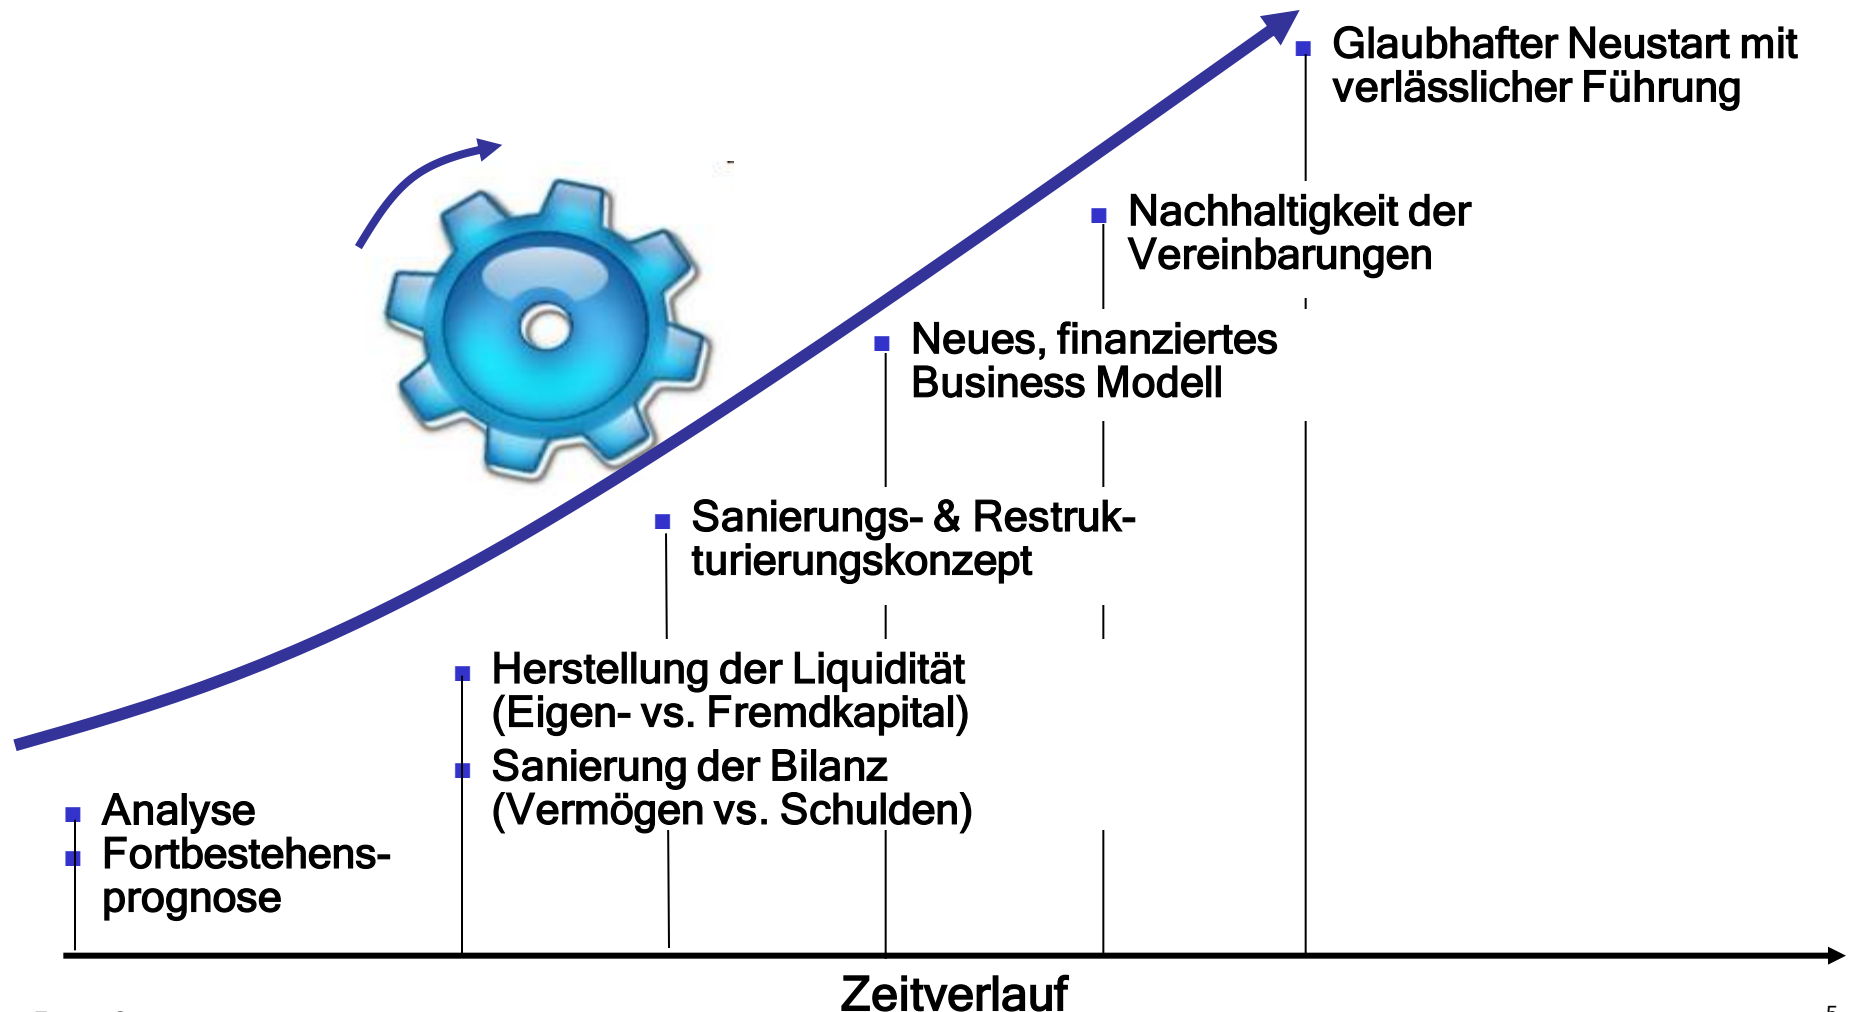 Glaubhafter Neustart mit
verlässlicher Führung
Nachhaltigkeit der
Vereinbarungen
Neues, finanziertes
Business Modell
Sanierungs- & Restruk-
turierungskonzept
Herstellung der Liquidität
(Eigen- vs. Fremdkapital)
Sanierung der Bilanz
(Vermögen vs. Schulden)
Analyse
Fortbestehens-
prognose
Zeitverlauf